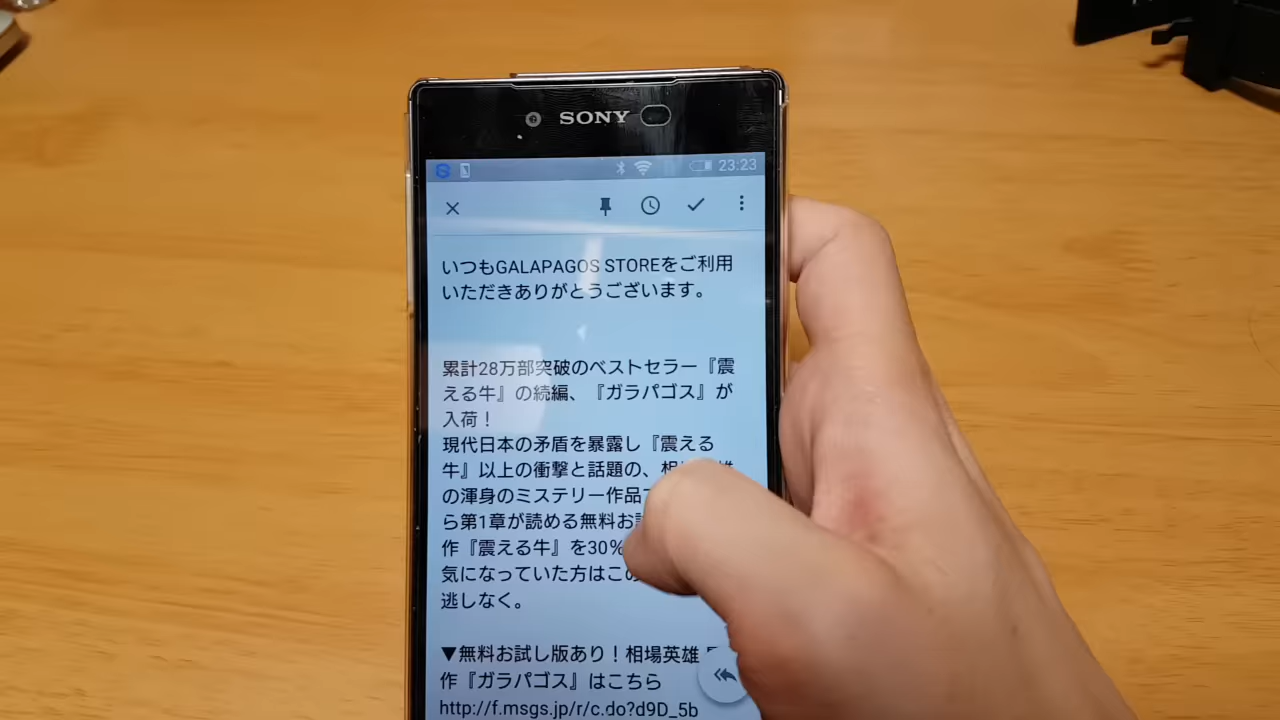 SONY
23:23
いつもGALAPAGOS STOREをご利用
いただきありがとうございます。
累計28万部突破のベストセラー『震
える牛』の続編、『ガラパゴス』が
入荷！
現代日本の矛盾を暴露し『震える
牛』以上の衝撃と話題の、相
の渾身のミステリー作品
ら第1章が読める無料お
作『震える牛』を30%
気になっていた方はこの
逃しなく。
▼無料お試し版あり！相場英雄
作『ガラパゴス』はこちら
http://f.msgs.jp/r/c.do?d9D_5b